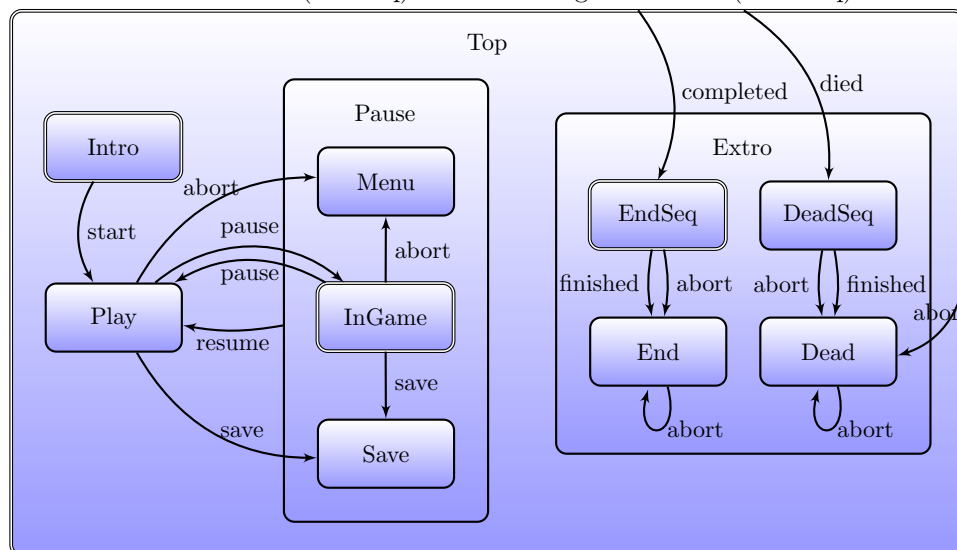 Top
completed
died
Pause
Extro
Intro
Menu
abort
EndSeq
DeadSeq
start
pause
abort
pause
finished
abort
abort
finished
Play
InGame
resume
End
Dead
save
abort
abort
save
Save